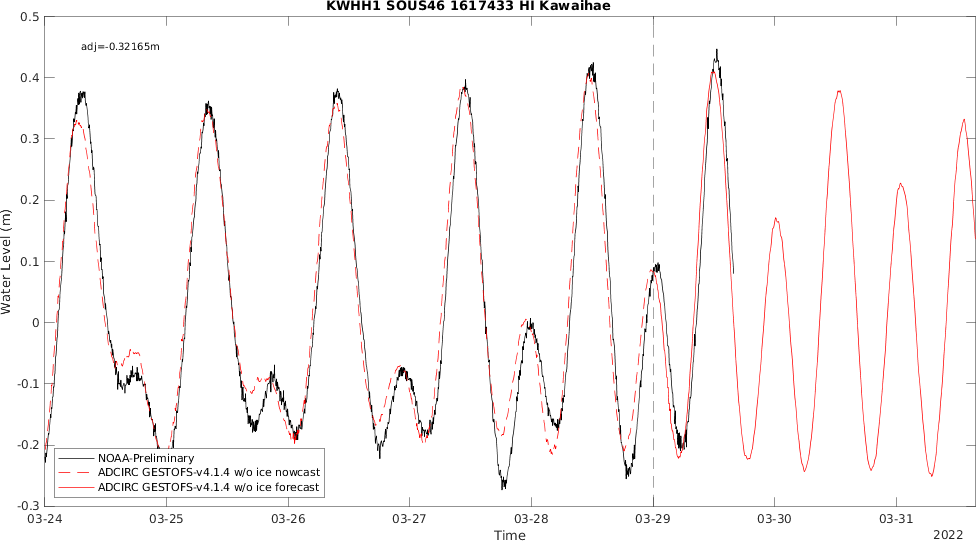 KWHH1 SOUS46 1617433 HI Kawaihae
0.5
adj=-0.32165m
0.4
0.3
0.2
0.1
0
-0.1
-0.2
-0.3
Water Level (m)
NOAA-Preliminary
ADCIRC GESTOFS-v4.1.4 w/o ice nowcast
ADCIRC GESTOFS-v4.1.4 w/o ice forecast
03-24 03-25 03-26 03-27 03-28 03-29 03-30 03-31
Time
2022